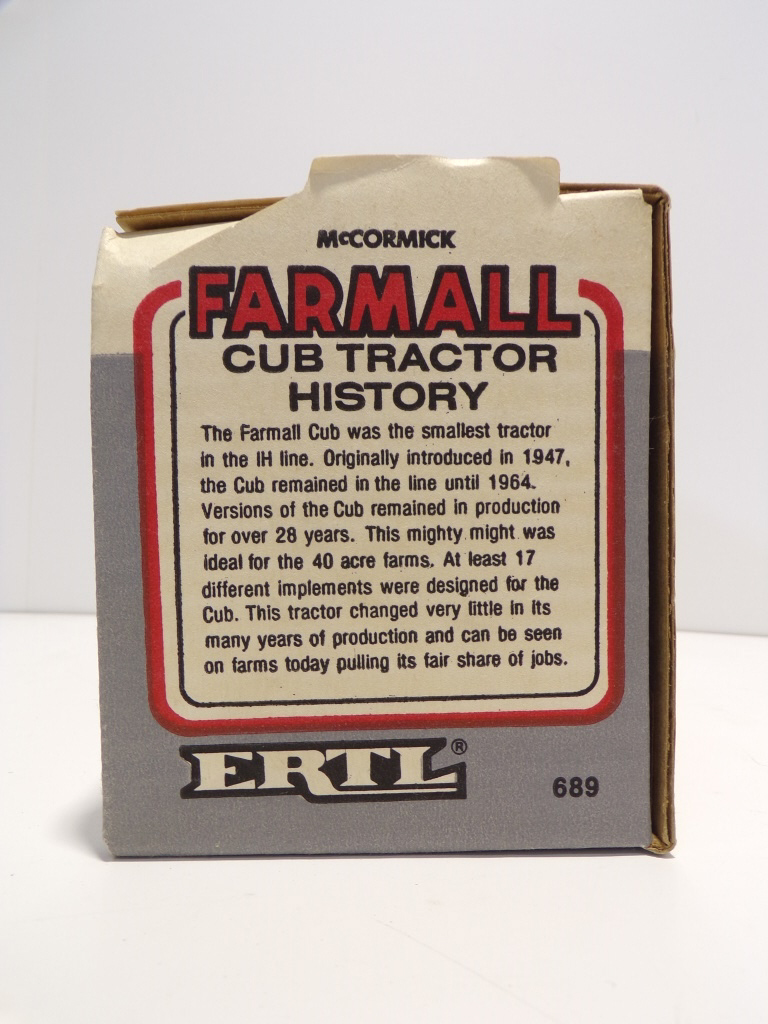 McCORMICK
FARMALL
CUB TRACTOR
HISTORY
The Farmall Cub was the smallest tractor
in the IH line. Originally introduced in 1947,
the Cub remained in the line until 1964.
Versions of the Cub remained in production
for over 28 years. This mighty might was
ideal for the 40 acre farms. At least 17
different implements were designed for the
Cub. This tractor changed very little in its
many years of production and can be seen
on farms today pulling its fair share of jobs.
ERTL®
689